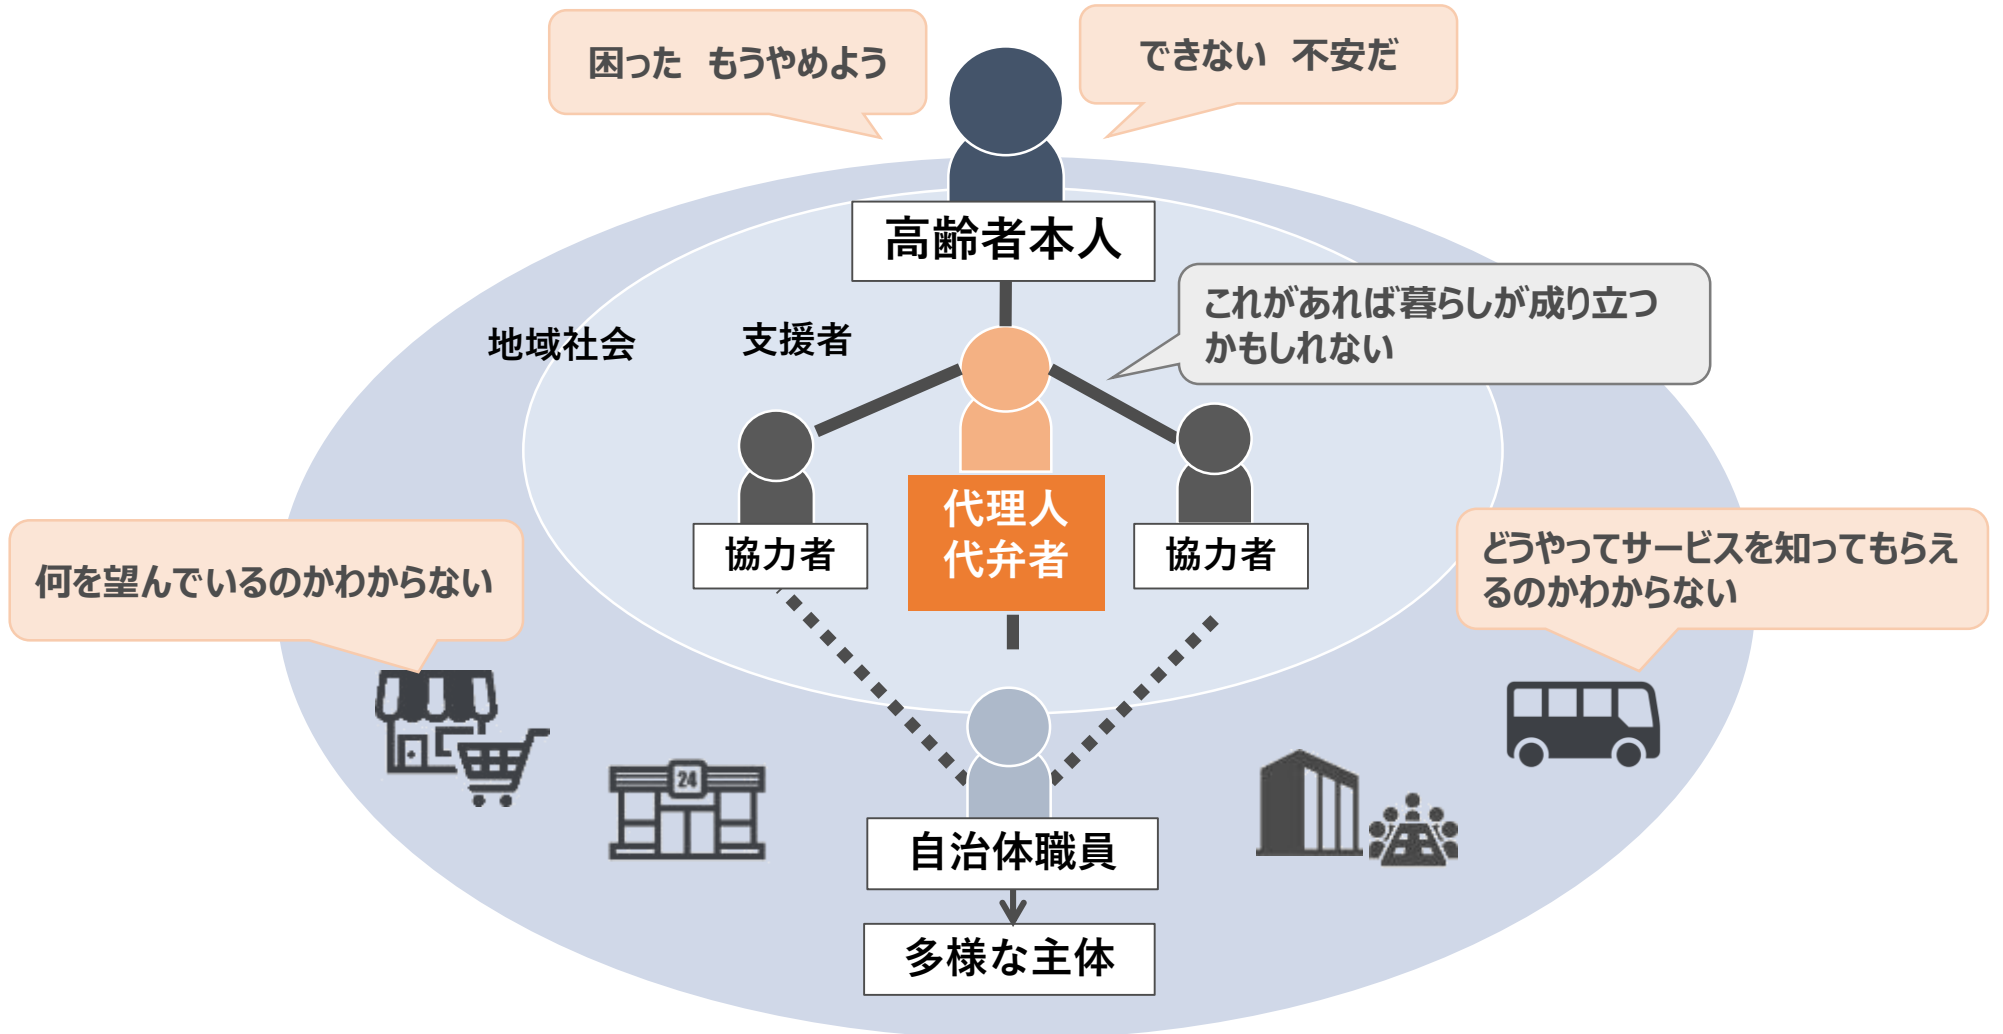 困った　もうやめよう
できない　不安だ
高齢者本人
これがあれば暮らしが成り立つ
かもしれない
地域社会
支援者
代理人
代弁者
協力者
協力者
何を望んでいるのかわからない
どうやってサービスを知ってもらえ
るのかわからない
24
自治体職員
多様な主体